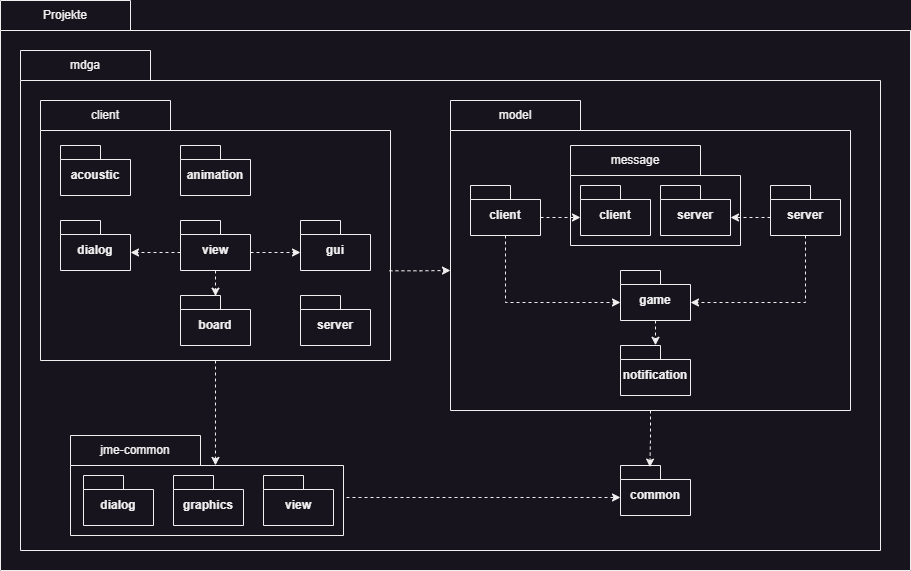 Projekte
mdga
client
model
acoustic
animation
message
client
client
server
server
dialog
view
gui
game
board
server
notification
jme-common
dialog
graphics
view
common